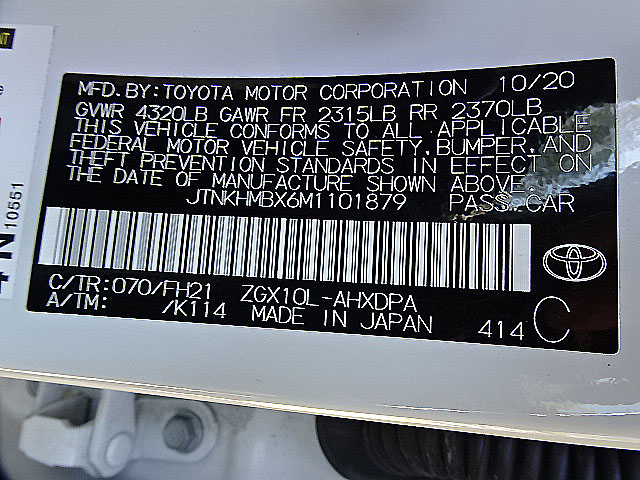 MFD. BY: TOYOTA MOTOR CORPORATION 10/20
GVWR 4320LB GAWR FR 2315LB RR 2370LB
THIS VEHICLE CONFORMS TO ALL APPLICABLE
FEDERAL MOTOR VEHICLE SAFETY, BUMPER, AND
THEFT PREVENTION STANDARDS IN EFFECT ON
THE DATE OF MANUFACTURE SHOWN ABOVE.
JTNKHMBX6M1101879 PASS. CAR
C/TR: 070/FH21 ZGX10L-AHXDPA
A/TM: /K114 MADE IN JAPAN 414 C
10551